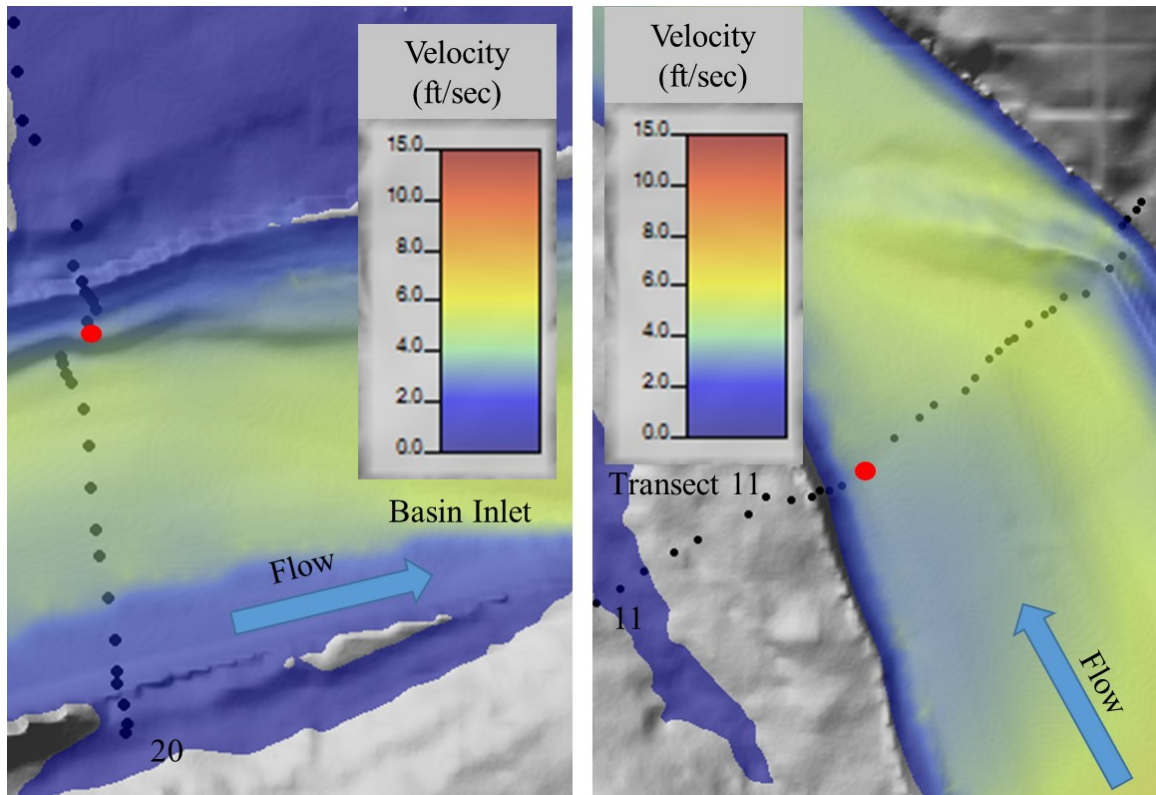 Velocity
(ft/sec)
15.0
10.0
8.0
6.0
4.0
2.0
0.0
Basin Inlet
Flow
20
Velocity
(ft/sec)
15.0
10.0
8.0
6.0
4.0
2.0
0.0
Transect 11
11
Flow